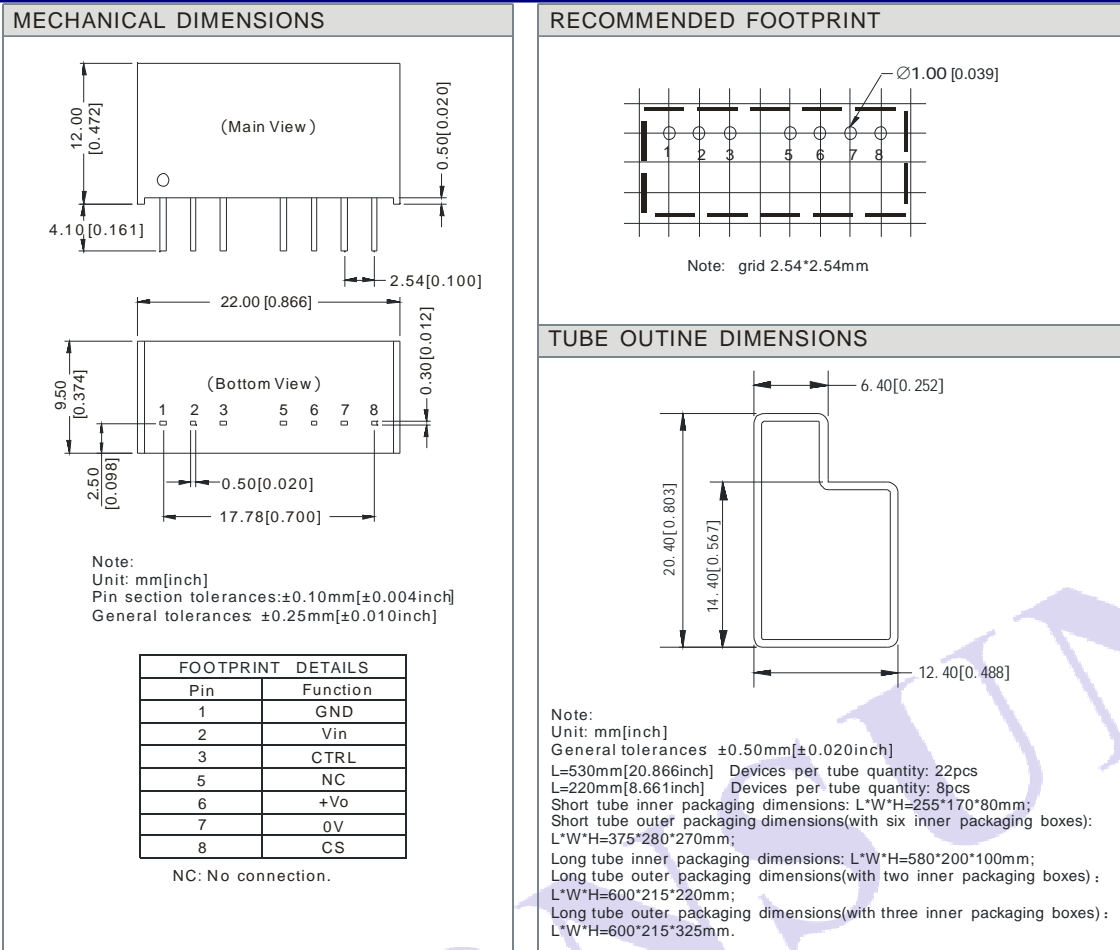 MECHANICAL DIMENSIONS
12.00
[0.472]
(Main View)
0.50[0.020]
4.10[0.161]
2.54[0.100]
22.00 [0.866]
9.50
[0.374]
(Bottom View)
0.30[0.012]
1 2 3 5 6 7 8
2.50
[0.098]
0.50[0.020]
17.78[0.700]
Note:
Unit: mm[inch]
Pin section tolerances:±0.10mm[±0.004inch]
General tolerances: ±0.25mm[±0.010inch]
FOOTPRINT DETAILS
Pin Function
1 GND
2 Vin
3 CTRL
5 NC
6 +Vo
7 0V
8 CS
NC: No connection.
RECOMMENDED FOOTPRINT
∅1.00 [0.039]
1 2 3 5 6 7 8
Note: grid 2.54*2.54mm
TUBE OUTINE DIMENSIONS
6.40[0.252]
20.40[0.803]
14.40[0.567]
12.40[0.488]
Note:
Unit: mm[inch]
General tolerances: ±0.50mm[±0.020inch]
L=530mm[20.866inch] Devices per tube quantity: 22pcs
L=220mm[8.661inch] Devices per tube quantity: 8pcs
Short tube inner packaging dimensions: L*W*H=255*170*80mm;
Short tube outer packaging dimensions(with six inner packaging boxes):
L*W*H=375*280*270mm;
Long tube inner packaging dimensions: L*W*H=580*200*100mm;
Long tube outer packaging dimensions(with two inner packaging boxes)：
L*W*H=600*215*220mm;
Long tube outer packaging dimensions(with three inner packaging boxes)：
L*W*H=600*215*325mm.